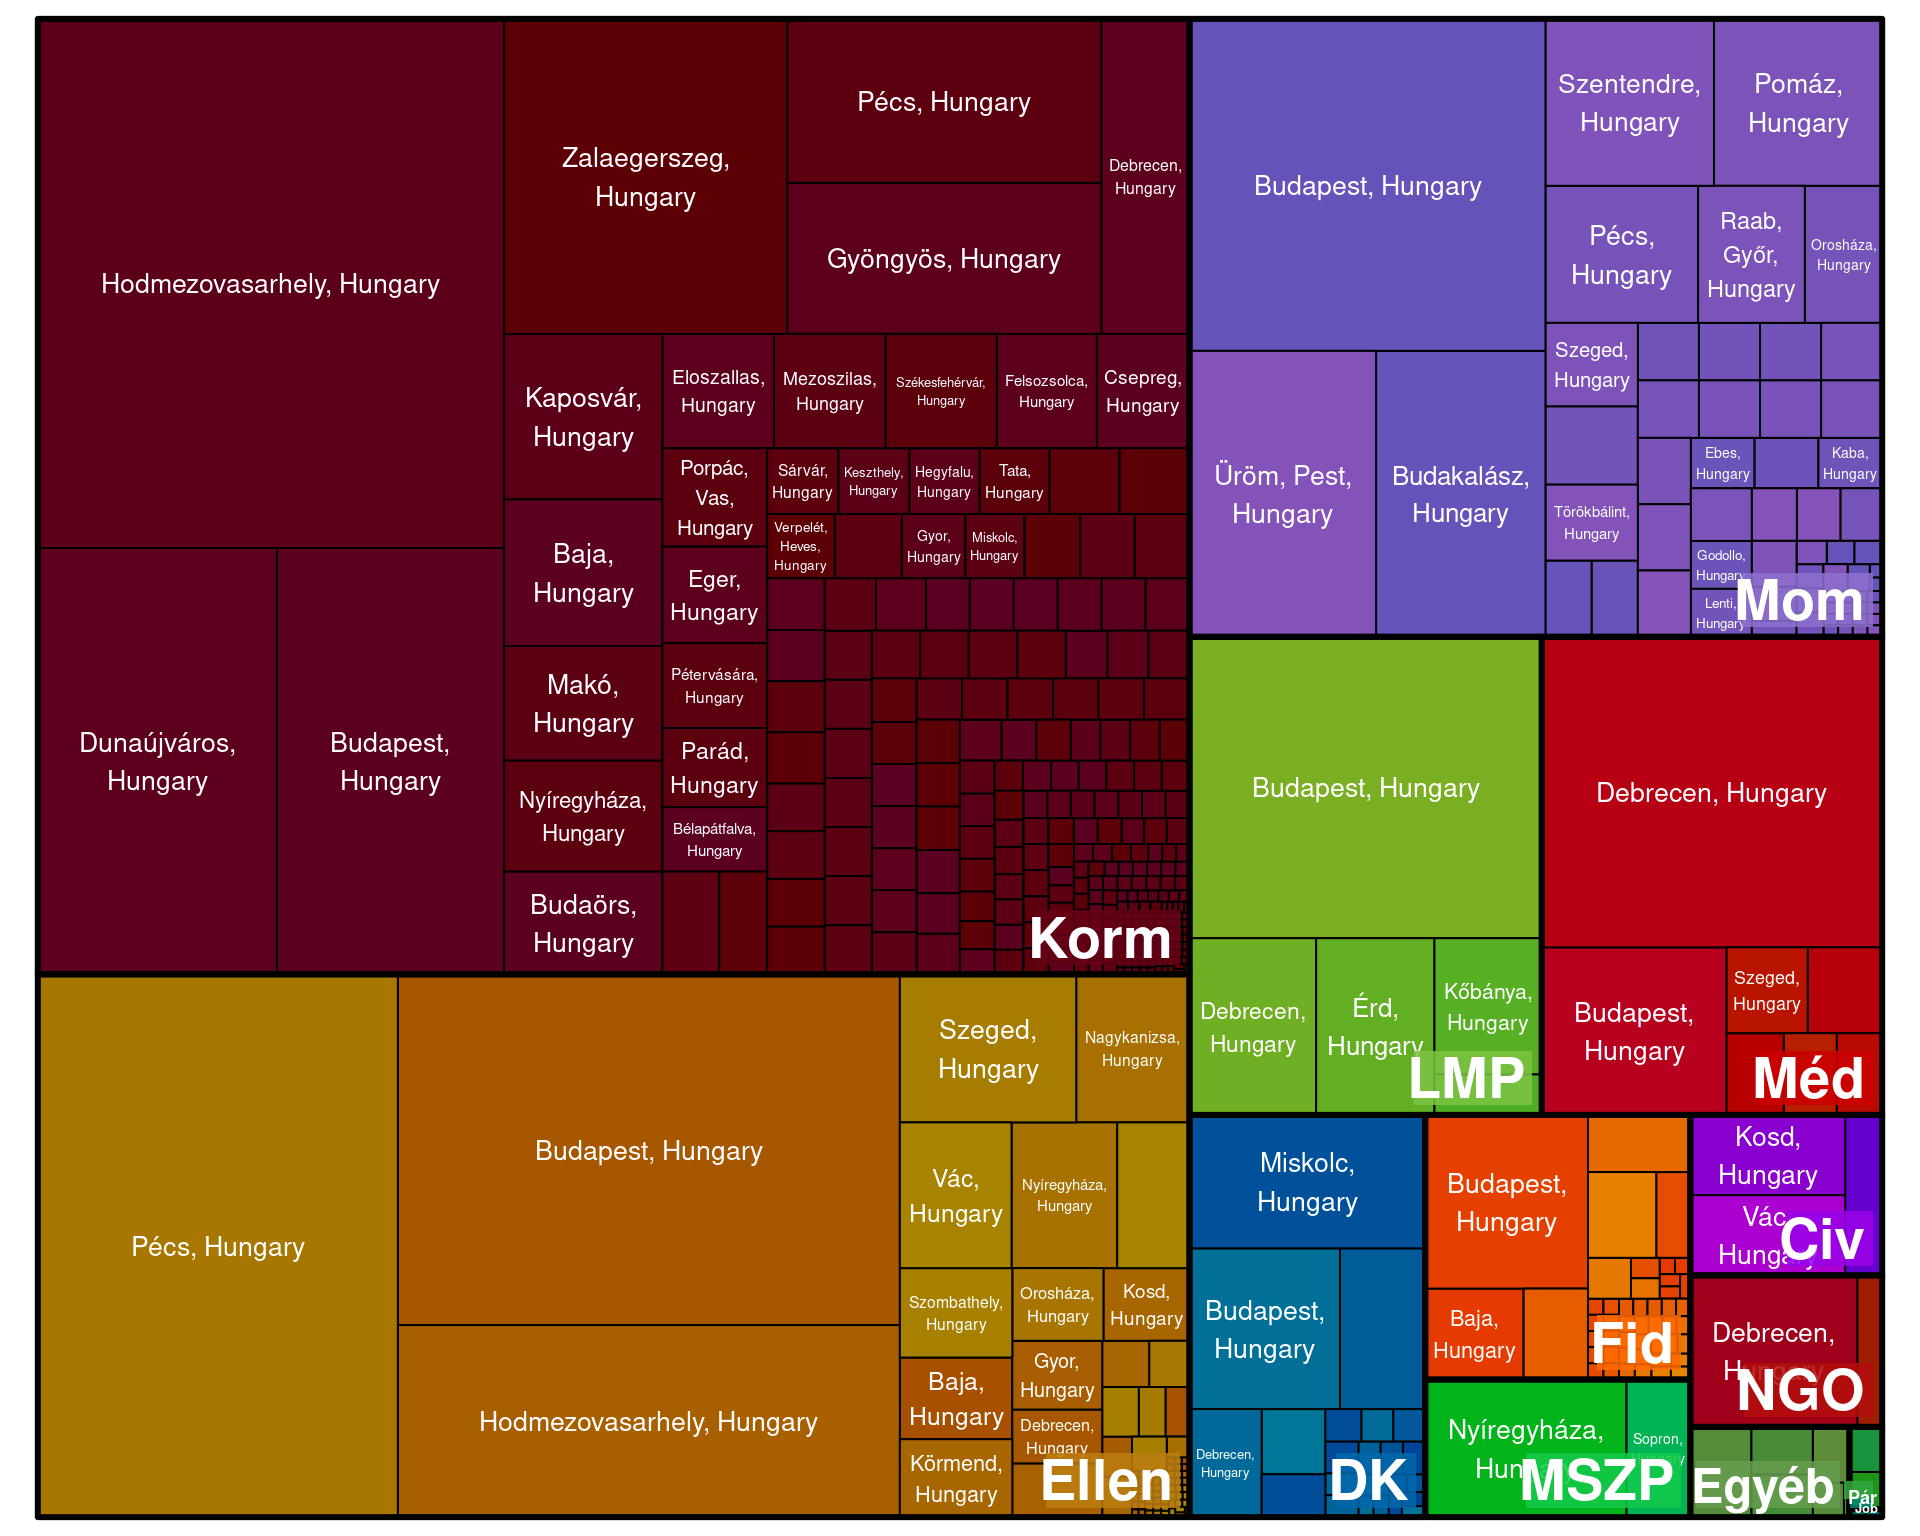 Hodmezovasarhely, Hungary
Dunaújváros,
Hungary
Budapest,
Hungary
Zalaegerszeg,
Hungary
Pécs, Hungary
Gyöngyös, Hungary
Debrecen,
Hungary
Kaposvár,
Hungary
Baja,
Hungary
Makó,
Hungary
Nyíregyháza,
Hungary
Budaörs,
Hungary
Eloszallas,
Hungary
Mezoszilas,
Hungary
Székesfehérvár,
Hungary
Felsozsolca,
Hungary
Csepreg,
Hungary
Porpác,
Vas,
Hungary
Eger,
Hungary
Pétervására,
Hungary
Parád,
Hungary
Bélapátfalva,
Hungary
Sárvár,
Hungary
Keszthely,
Hungary
Hegyfalu,
Hungary
Tata,
Hungary
Verpelét,
Heves,
Hungary
Gyor,
Hungary
Miskolc,
Hungary
Korm
Budapest, Hungary
Üröm, Pest,
Hungary
Budakalász,
Hungary
Szentendre,
Hungary
Pomáz,
Hungary
Pécs,
Hungary
Raab,
Győr,
Hungary
Orosháza,
Hungary
Szeged,
Hungary
Törökbálint,
Hungary
Ebes,
Hungary
Kaba,
Hungary
Godollo,
Hungary
Lenti,
Hungary
Mom
Budapest, Hungary
Debrecen,
Hungary
Érd,
Hungary
Kőbánya,
Hungary
LMP
Debrecen, Hungary
Budapest,
Hungary
Szeged,
Hungary
Méd
Pécs, Hungary
Budapest, Hungary
Hodmezovasarhely, Hungary
Szeged,
Hungary
Nagykanizsa,
Hungary
Vác,
Hungary
Nyíregyháza,
Hungary
Szombathely,
Hungary
Orosháza,
Hungary
Kosd,
Hungary
Baja,
Hungary
Gyor,
Hungary
Debrecen,
Hungary
Körmend,
Hungary
Ellen
Miskolc,
Hungary
Budapest,
Hungary
Debrecen,
Hungary
DK
Budapest,
Hungary
Baja,
Hungary
Fid
Kosd,
Hungary
Vác,
Hungary
Civ
Debrecen,
Hungary
NGO
Nyíregyháza,
Hungary
Sopron,
Hungary
MSZP
Egyéb
Pár
Job